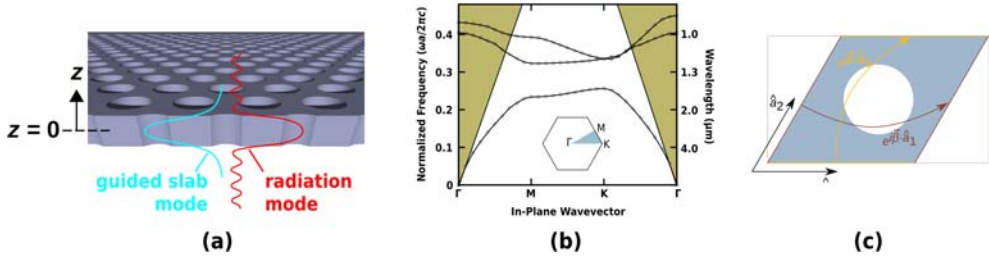 z
z = 0
guided slab
mode
radiation
mode
(a)
Normalized Frequency (ωa/2πc)
0.4
0.3
0.2
0.1
0
Γ
M
K
Γ
In-Plane Wavevector
1.0
1.3
2.0
4.0
Wavelength (μm)
Γ
M
K
(b)
â₂
â₁
(c)